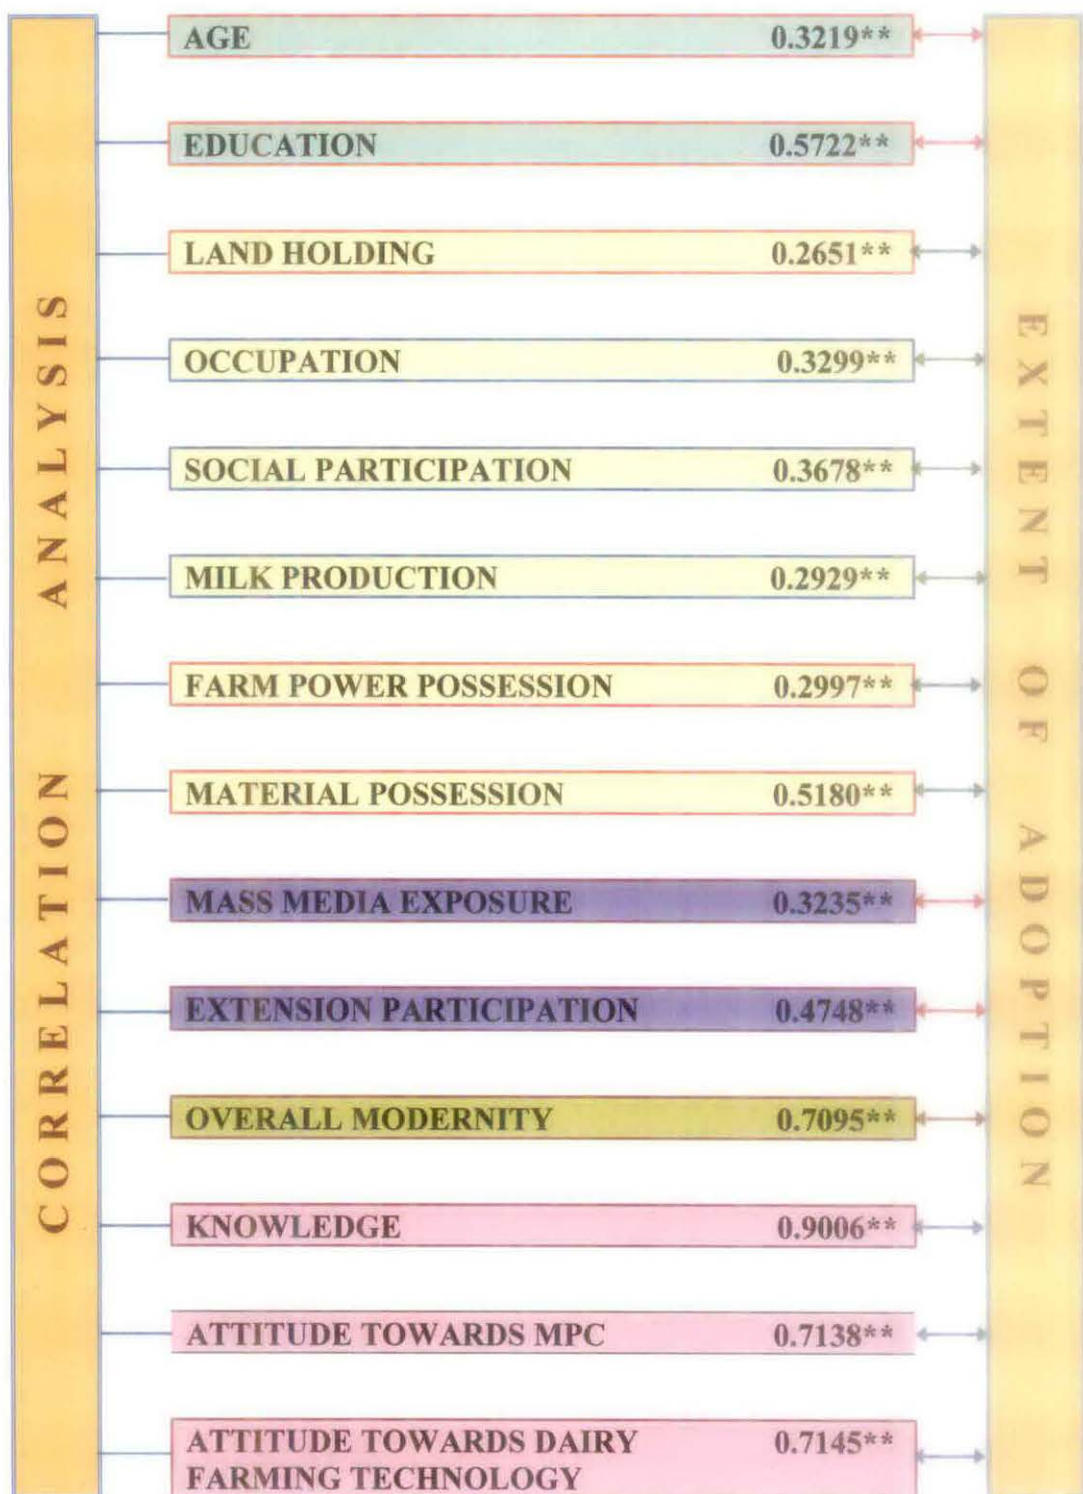 CORRELATION ANALYSIS
AGE 0.3219**
EDUCATION 0.5722**
LAND HOLDING 0.2651**
OCCUPATION 0.3299**
SOCIAL PARTICIPATION 0.3678**
MILK PRODUCTION 0.2929**
FARM POWER POSSESSION 0.2997**
MATERIAL POSSESSION 0.5180**
MASS MEDIA EXPOSURE 0.3235**
EXTENSION PARTICIPATION 0.4748**
OVERALL MODERNITY 0.7095**
KNOWLEDGE 0.9006**
ATTITUDE TOWARDS MPC 0.7138**
ATTITUDE TOWARDS DAIRY 0.7145**
FARMING TECHNOLOGY
EXTENT OF ADOPTION